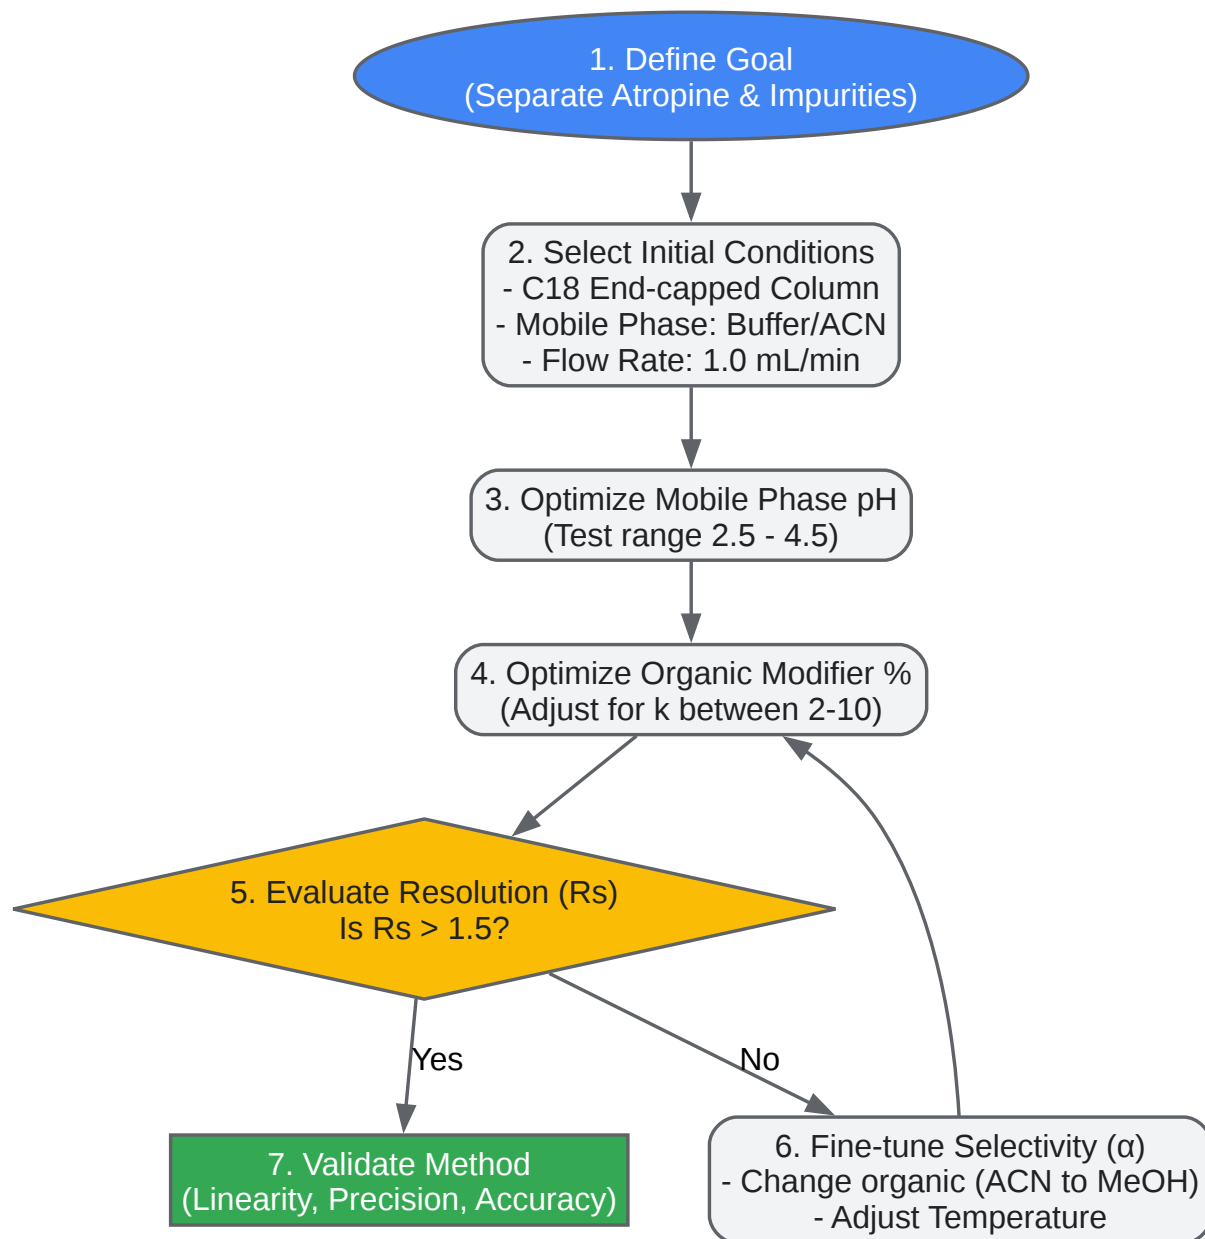 1. Define Goal
(Separate Atropine & Impurities)
2. Select Initial Conditions
- C18 End-capped Column
- Mobile Phase: Buffer/ACN
- Flow Rate: 1.0 mL/min
3. Optimize Mobile Phase pH
(Test range 2.5 - 4.5)
4. Optimize Organic Modifier %
(Adjust for k between 2-10)
5. Evaluate Resolution (Rs)
Is Rs > 1.5?
Yes
No
7. Validate Method
(Linearity, Precision, Accuracy)
6. Fine-tune Selectivity (α)
- Change organic (ACN to MeOH)
- Adjust Temperature